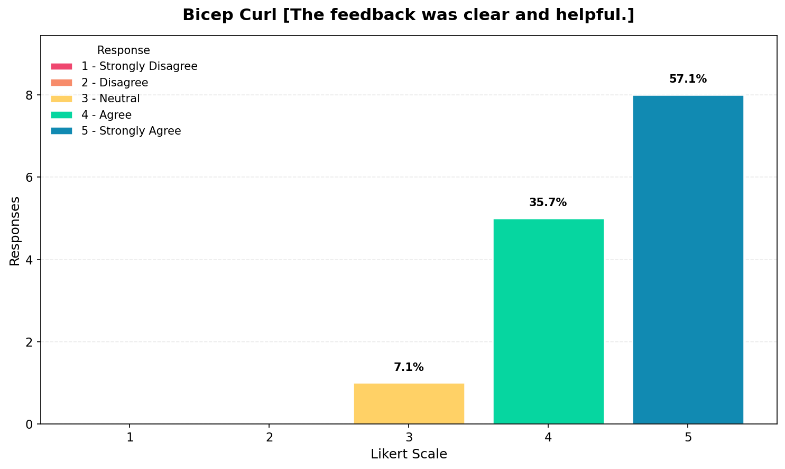 Bicep Curl [The feedback was clear and helpful.]
Response
1 - Strongly Disagree
2 - Disagree
3 - Neutral
4 - Agree
5 - Strongly Agree
57.1%
35.7%
7.1%
Responses
8
6
4
2
0
1 2 3 4 5
Likert Scale